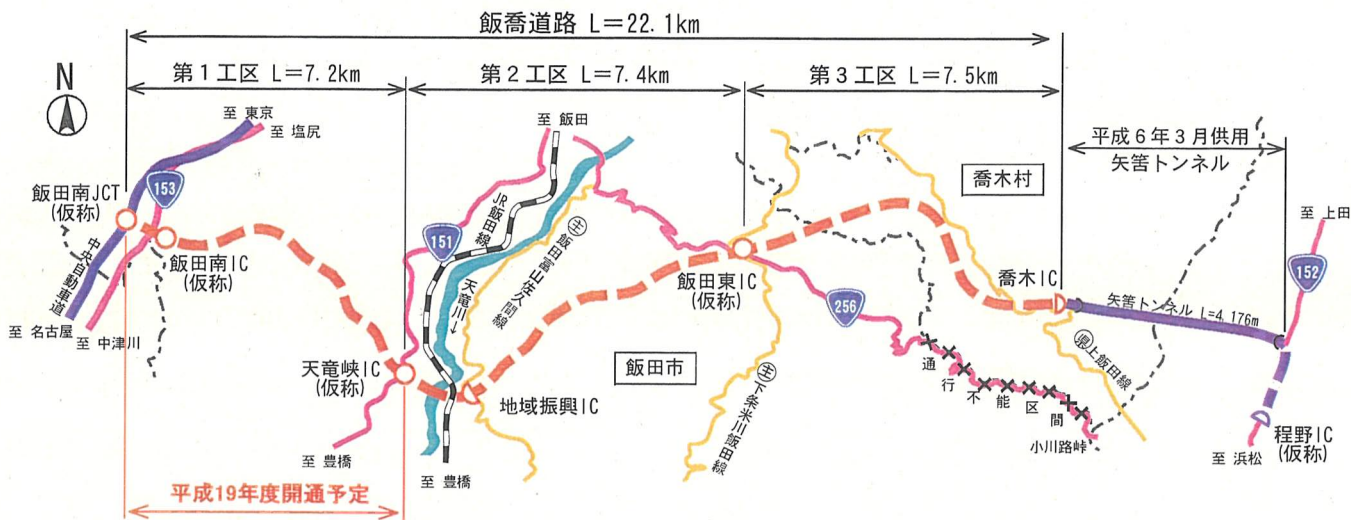 飯喬道路 L=22.1km
第1工区 L=7.2km
第2工区 L=7.4km
第3工区 L=7.5km
平成6年3月供用
矢筈トンネル
N
至 東京
至 塩尻
153
飯田南JCT
(仮称)
飯田南IC
(仮称)
中央自動車道
至 名古屋
至 中津川
至 飯田
JR飯田線
151
天竜川→
主 飯田富山佐久間線
天竜峡IC
(仮称)
地域振興IC
至 豊橋
至 豊橋
飯田市
飯田東IC
(仮称)
256
主 下条米川飯田線
喬木村
喬木IC
矢筈トンネル L=4,176m
県 上飯田線
通行不能区間
小川路峠
至 上田
152
程野IC
(仮称)
至 浜松
平成19年度開通予定